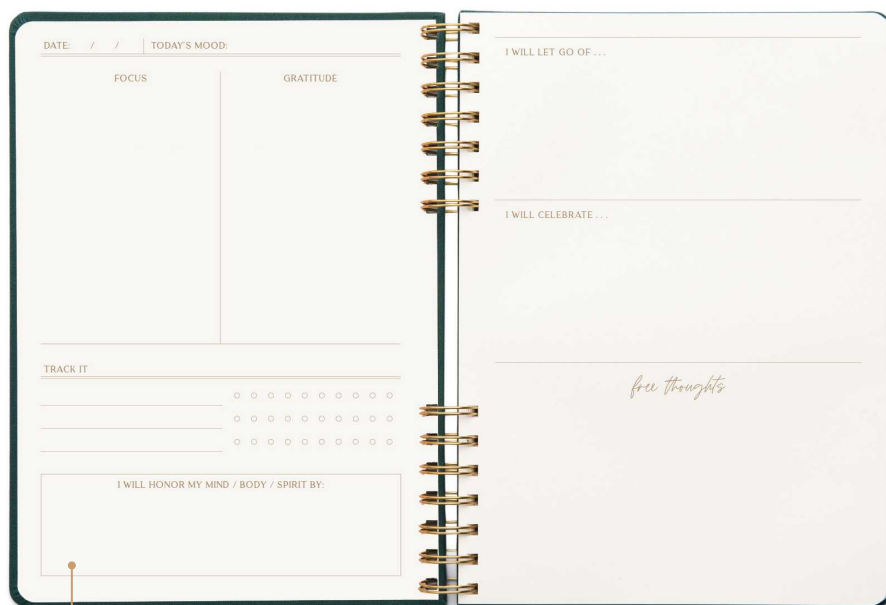 DATE: / / TODAY'S MOOD:
FOCUS GRATITUDE
TRACK IT
I WILL HONOR MY MIND / BODY / SPIRIT BY:
I WILL LET GO OF . . .
I WILL CELEBRATE . . .
free thoughts